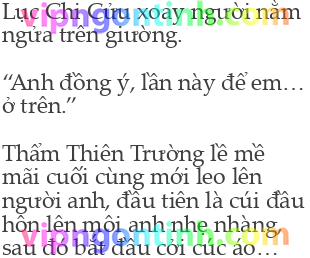 Lục Chi Cửu xoay người nằm
ngửa trên giường.
“Anh đồng ý, lần này để em…
ở trên.”
Thẩm Thiên Trường lề mề
mãi cuối cùng mới leo lên
người anh, đầu tiên là cúi đầu
hôn lên môi anh nhẹ nhàng,
sau đó bắt đầu cởi cúc áo…
vipngontinh.com
vipngontinh.com